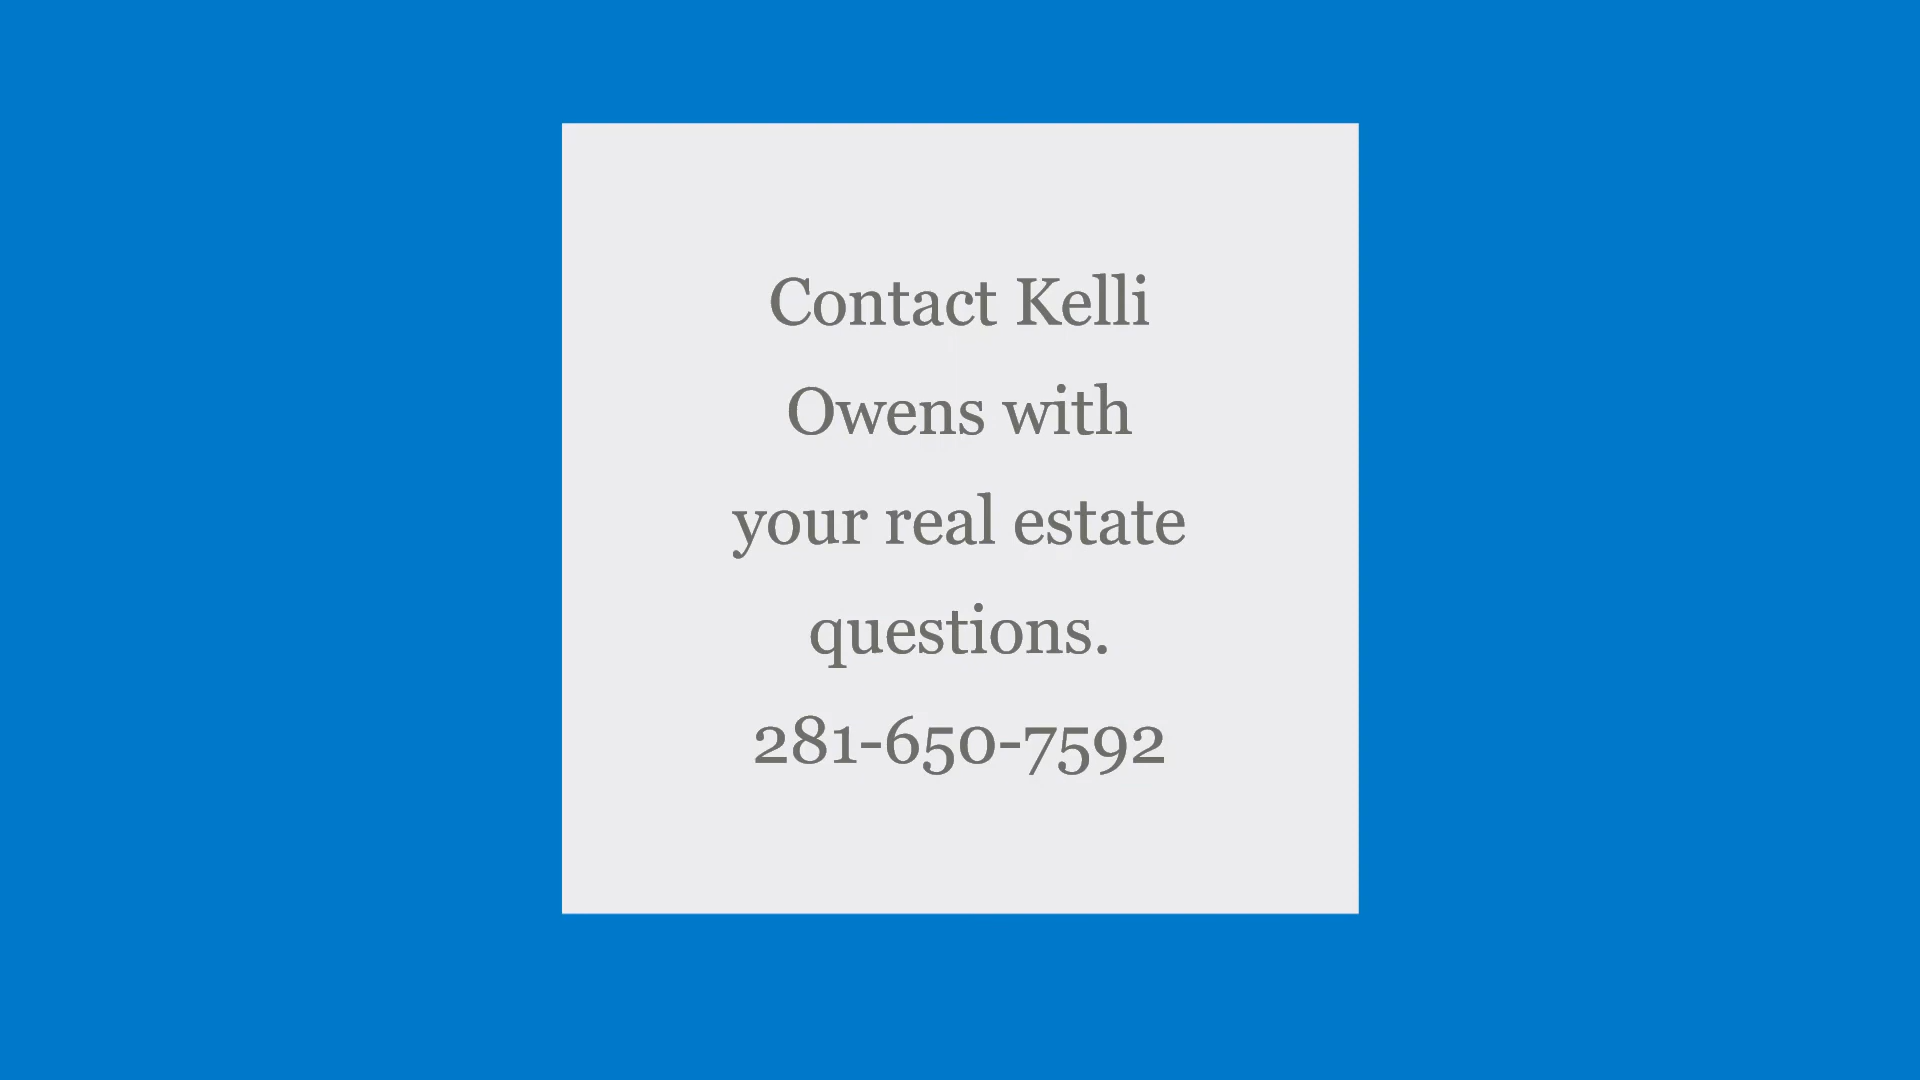 Contact Kelli
Owens with
your real estate
questions.
281-650-7592